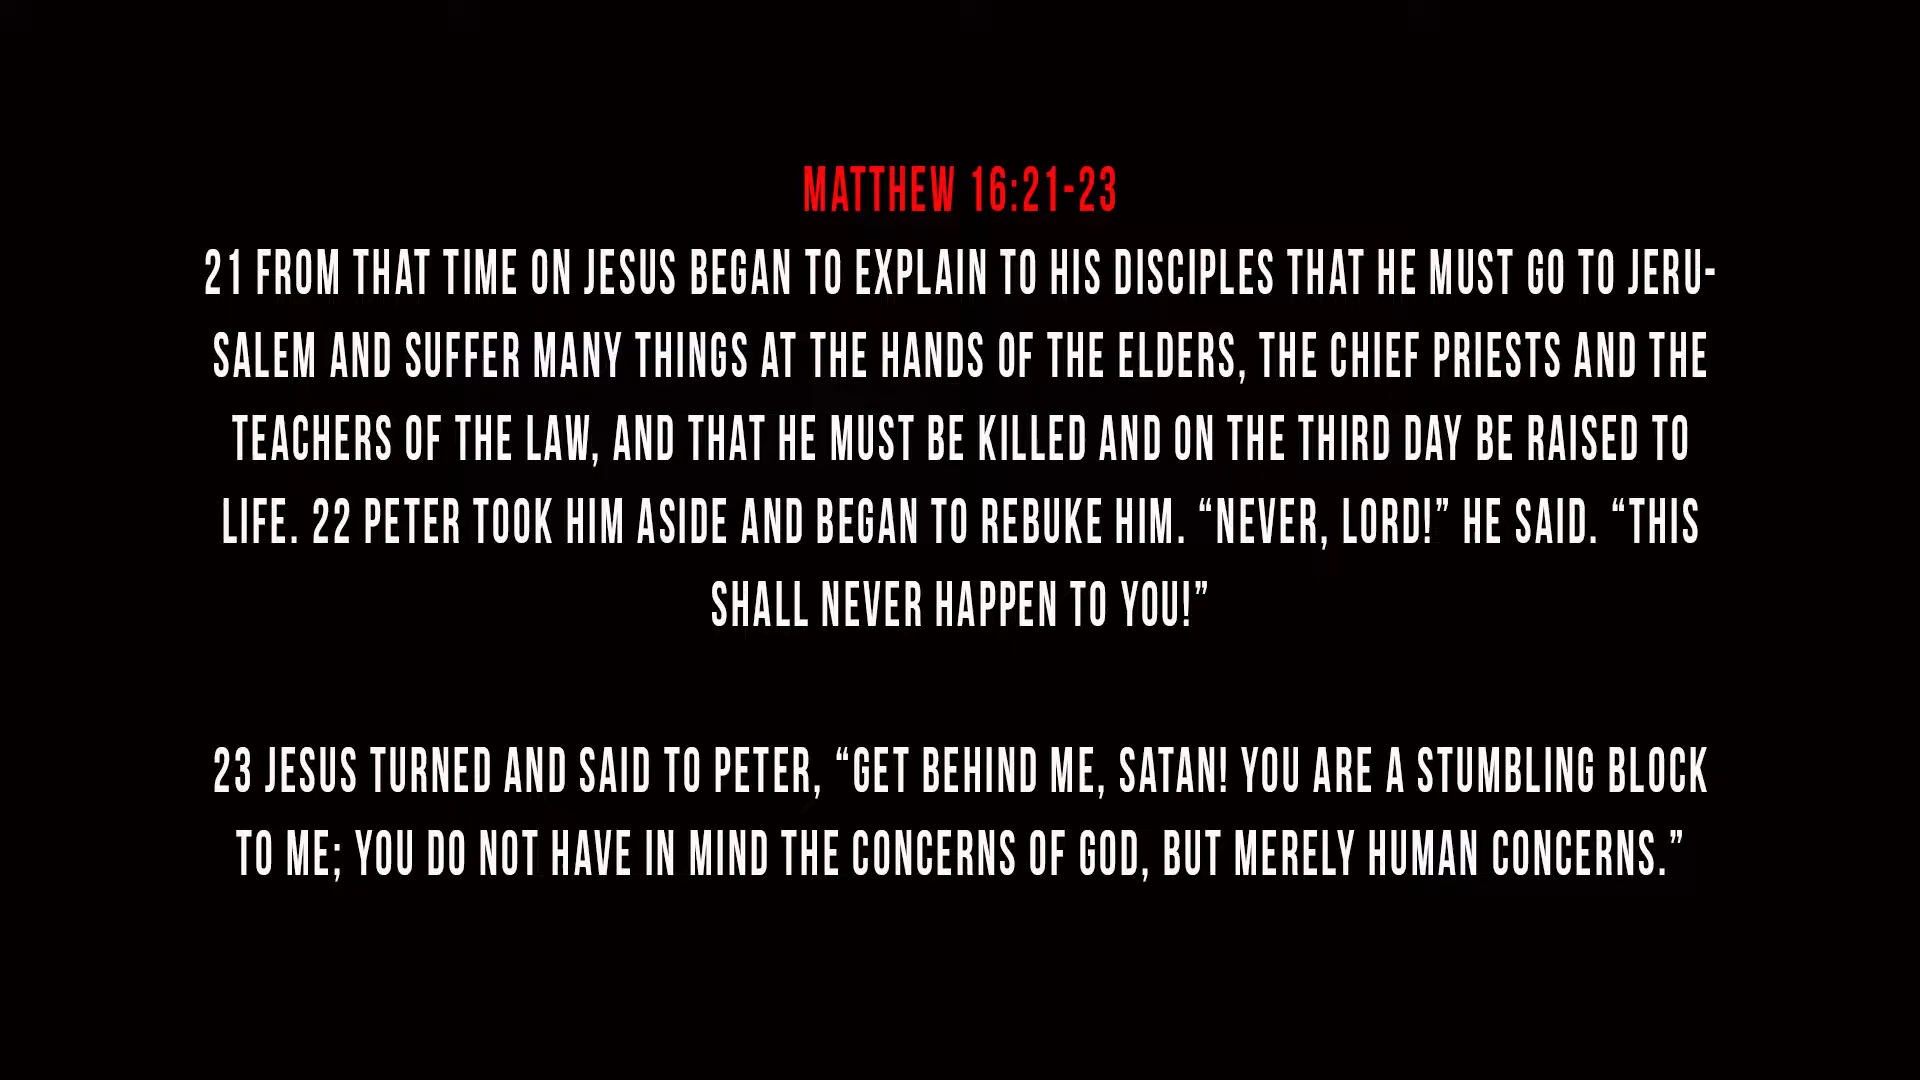 MATTHEW 16:21-23
21 FROM THAT TIME ON JESUS BEGAN TO EXPLAIN TO HIS DISCIPLES THAT HE MUST GO TO JERU-
SALEM AND SUFFER MANY THINGS AT THE HANDS OF THE ELDERS, THE CHIEF PRIESTS AND THE
TEACHERS OF THE LAW, AND THAT HE MUST BE KILLED AND ON THE THIRD DAY BE RAISED TO
LIFE. 22 PETER TOOK HIM ASIDE AND BEGAN TO REBUKE HIM. “NEVER, LORD!” HE SAID. “THIS
SHALL NEVER HAPPEN TO YOU!”
23 JESUS TURNED AND SAID TO PETER, “GET BEHIND ME, SATAN! YOU ARE A STUMBLING BLOCK
TO ME; YOU DO NOT HAVE IN MIND THE CONCERNS OF GOD, BUT MERELY HUMAN CONCERNS.”